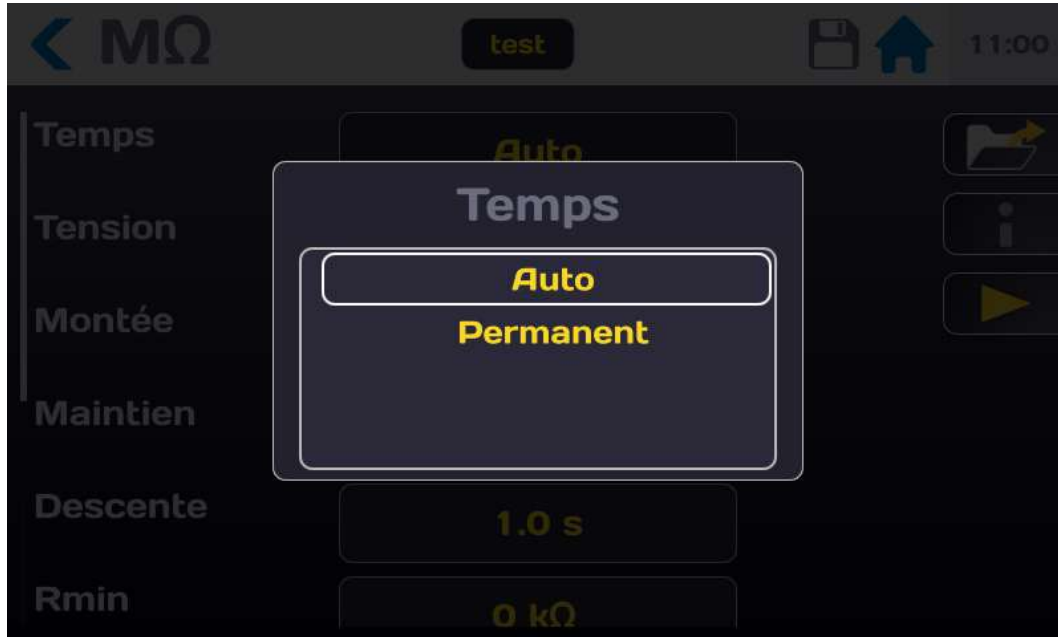 MΩ test 11:00
Temps Auto
Temps
Auto
Permanent
Tension
Montée
Maintien
Descente 1.0 s
Rmin 0 kΩ